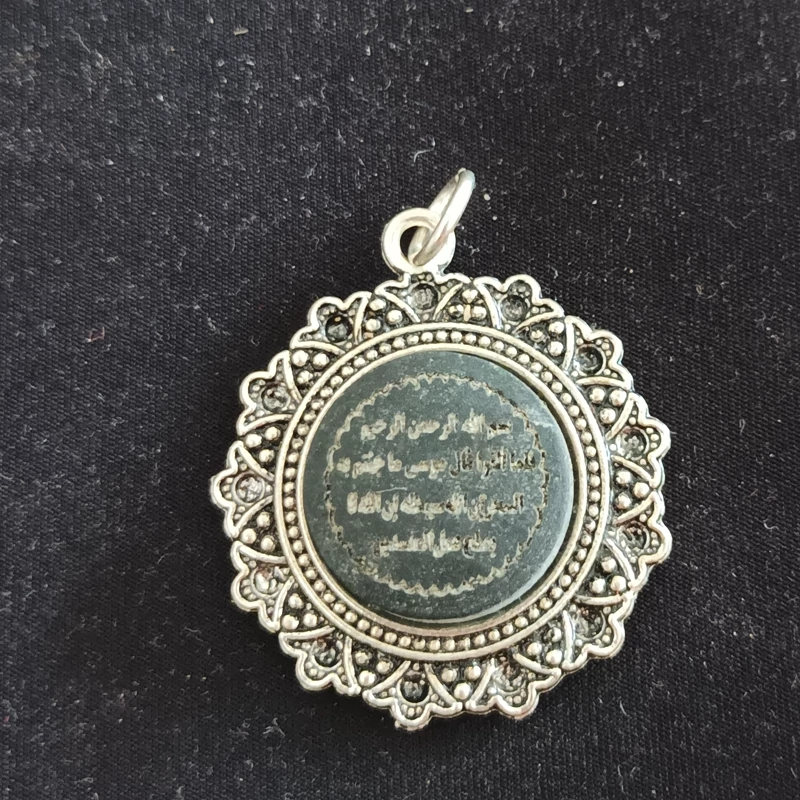 بسم الله الرحمن الرحيم
فلما ألقوا قال موسى ما جئتم به
السحر إن الله سيبطله إن الله لا
يصلح عمل المفسدين